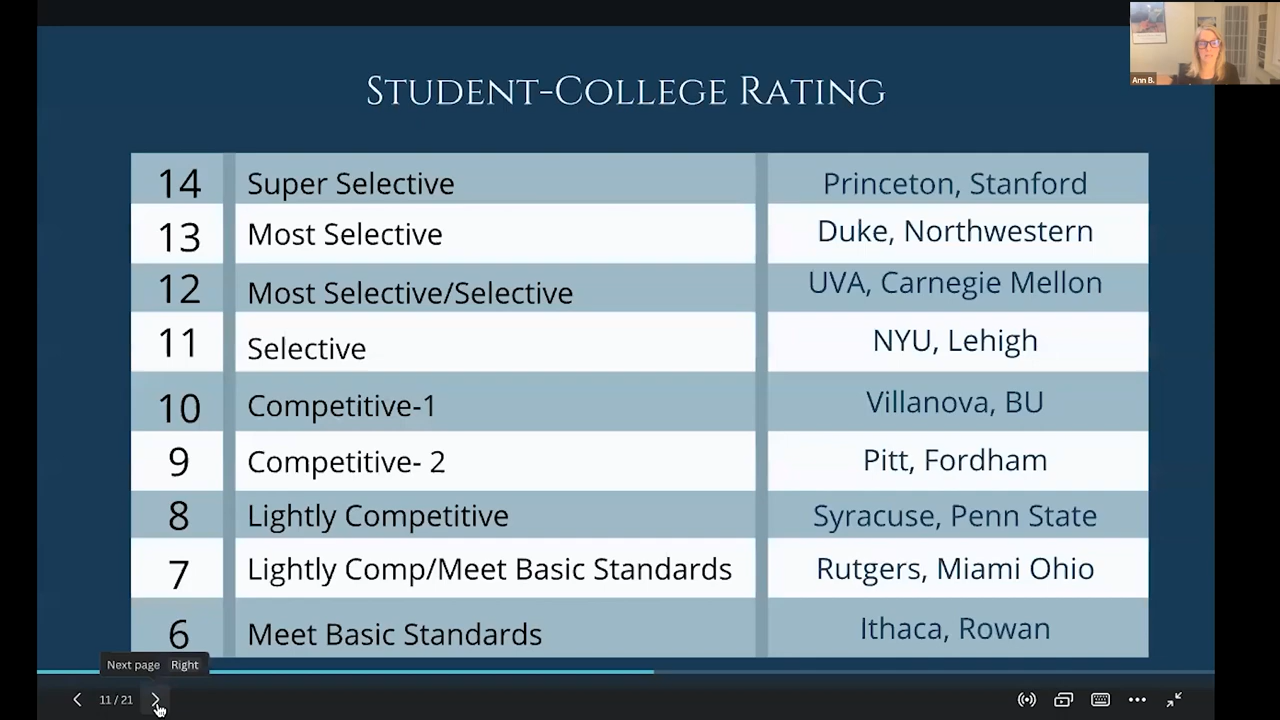 Ann B.
STUDENT-COLLEGE RATING
14 Super Selective Princeton, Stanford
13 Most Selective Duke, Northwestern
12 Most Selective/Selective UVA, Carnegie Mellon
11 Selective NYU, Lehigh
10 Competitive-1 Villanova, BU
9 Competitive- 2 Pitt, Fordham
8 Lightly Competitive Syracuse, Penn State
7 Lightly Comp/Meet Basic Standards Rutgers, Miami Ohio
6 Meet Basic Standards Ithaca, Rowan
Next page Right
11 / 21